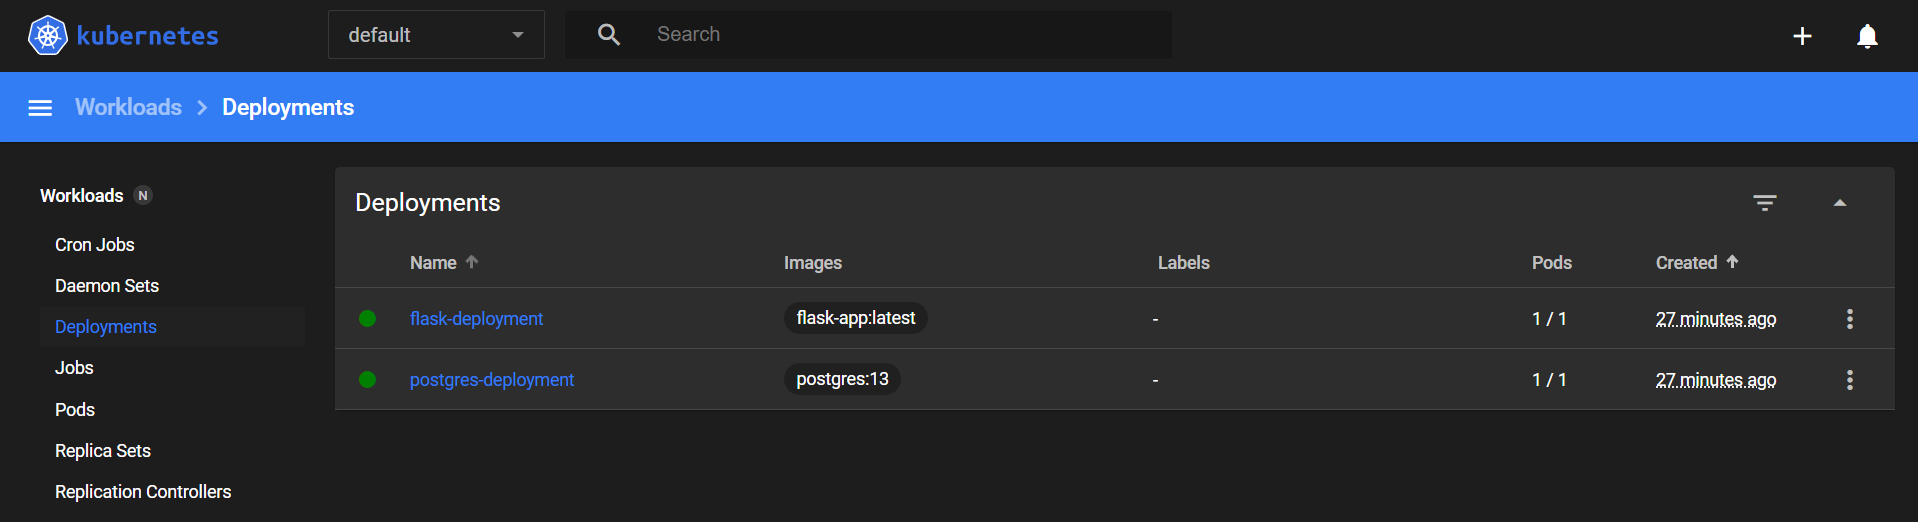 kubernetes
default
Search
Workloads
Deployments
Workloads N
Cron Jobs
Daemon Sets
Deployments
Jobs
Pods
Replica Sets
Replication Controllers
Deployments
Name Images Labels Pods Created
flask-deployment flask-app:latest - 1 / 1 27 minutes ago
postgres-deployment postgres:13 - 1 / 1 27 minutes ago